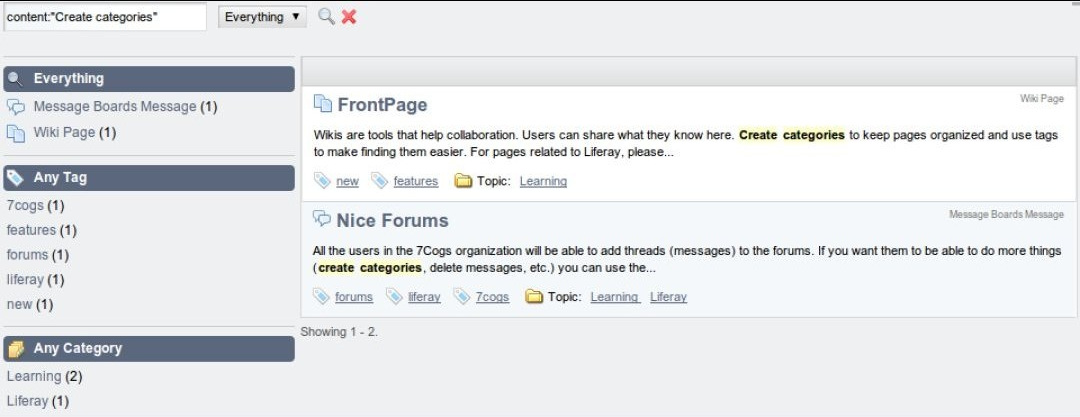 content:"Create categories"
Everything ▼
Everything
Message Boards Message (1)
Wiki Page (1)
Any Tag
7cogs (1)
features (1)
forums (1)
liferay (1)
new (1)
Any Category
Learning (2)
Liferay (1)
FrontPage
Wiki Page
Wikis are tools that help collaboration. Users can share what they know here. Create categories to keep pages organized and use tags
to make finding them easier. For pages related to Liferay, please...
new features Topic: Learning
Nice Forums
Message Boards Message
All the users in the 7Cogs organization will be able to add threads (messages) to the forums. If you want them to be able to do more things
(create categories, delete messages, etc.) you can use the...
forums liferay 7cogs Topic: Learning Liferay
Showing 1 - 2.